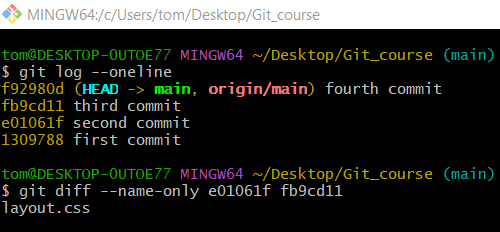 MINGW64:/c/Users/tom/Desktop/Git_course
tom@DESKTOP-OUTOE77 MINGW64 ~/Desktop/Git_course (main)
$ git log --oneline
f92980d (HEAD -> main, origin/main) fourth commit
fb9cd11 third commit
e01061f second commit
1309788 first commit
tom@DESKTOP-OUTOE77 MINGW64 ~/Desktop/Git_course (main)
$ git diff --name-only e01061f fb9cd11
layout.css